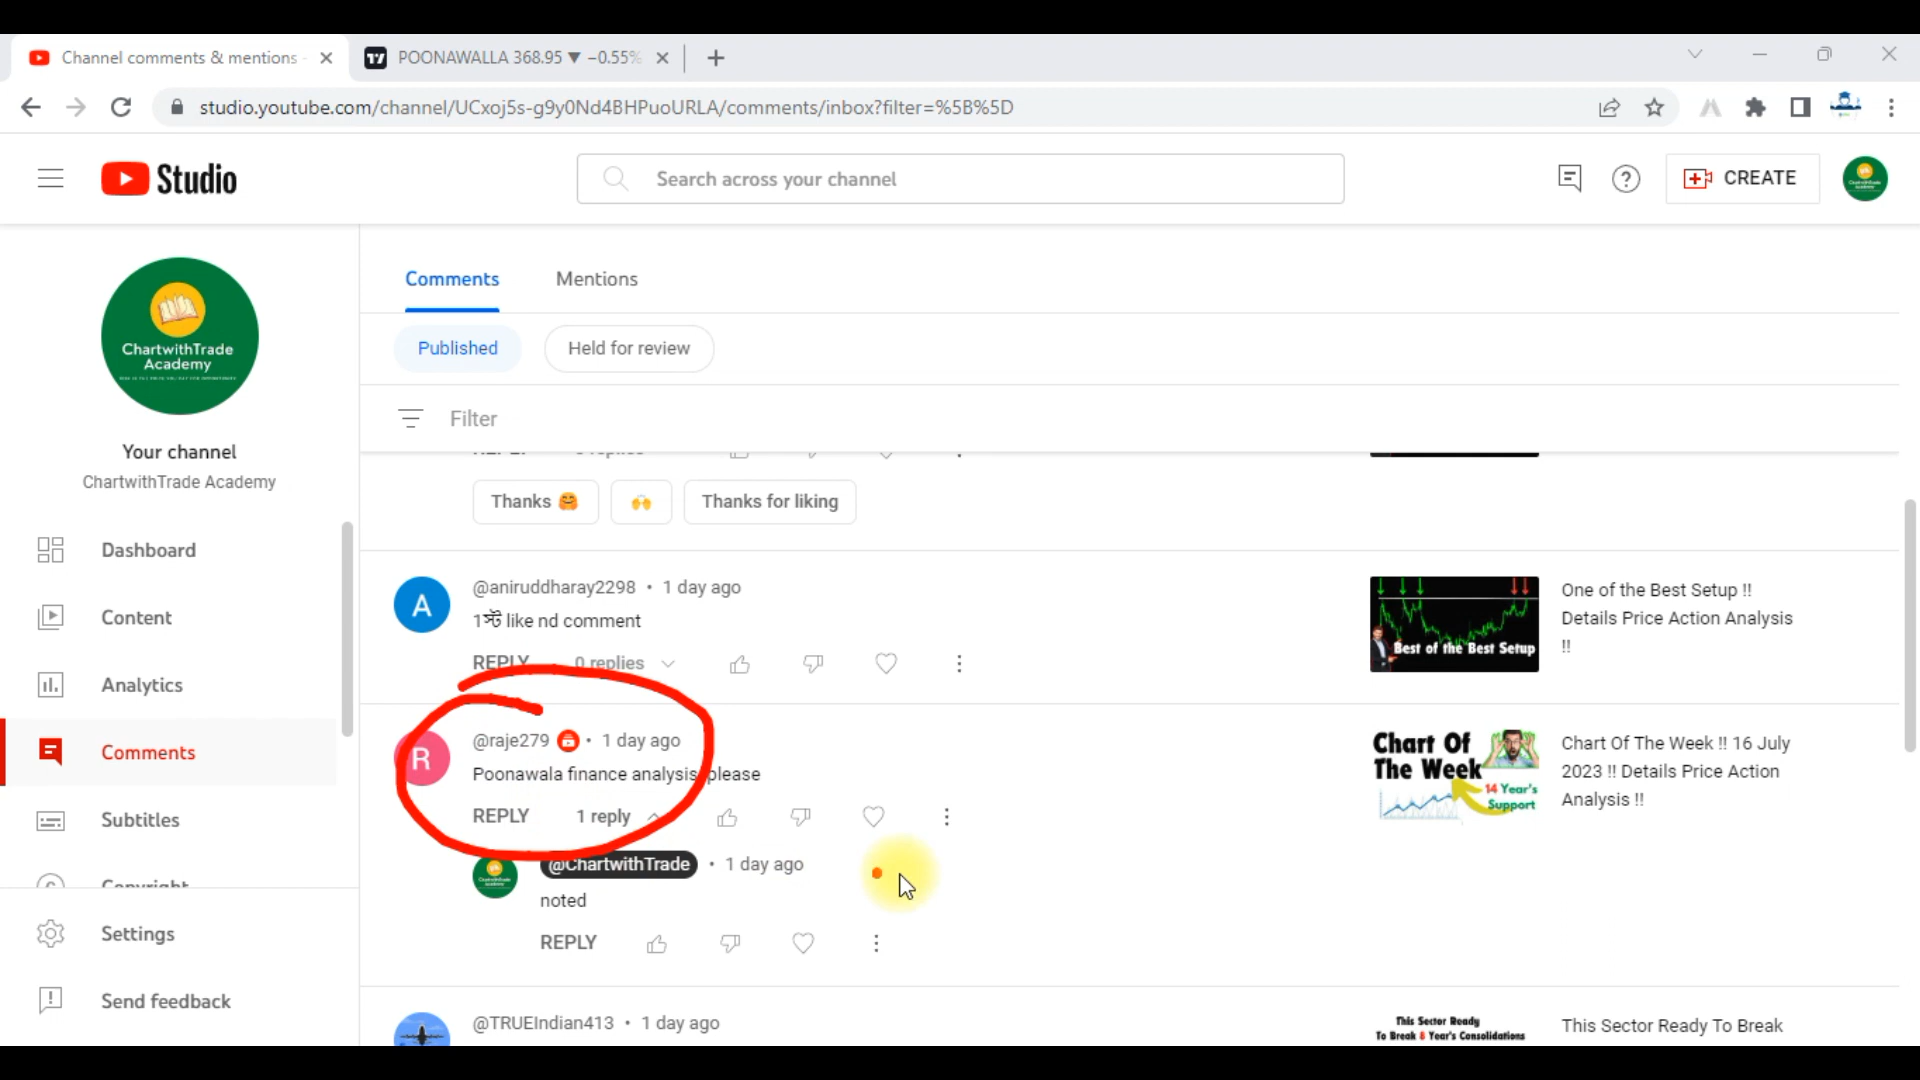 Channel comments & mentions -
POONAWALLA 368.95 ▼ −0.55%
studio.youtube.com/channel/UCxoj5s-g9y0Nd4BHPuoURLA/comments/inbox?filter=%5B%5D
Studio
Search across your channel
CREATE
ChartwithTrade
Academy
Your channel
ChartwithTrade Academy
Dashboard
Content
Analytics
Comments
Subtitles
Copyright
Settings
Send feedback
Comments
Mentions
Published
Held for review
Filter
REPLY
Thanks 🤗
🙌
Thanks for liking
@aniruddharay2298 • 1 day ago
1স্ট like nd comment
REPLY 0 replies
Best of the Best Setup
One of the Best Setup !!
Details Price Action Analysis
!!
R
@raje279 • 1 day ago
Poonawala finance analysis please
REPLY 1 reply
Chart Of
The Week
14 Year's
Support
Chart Of The Week !! 16 July
2023 !! Details Price Action
Analysis !!
@ChartwithTrade • 1 day ago
noted
REPLY
@TRUEIndian413 • 1 day ago
This Sector Ready
To Break 8 Year's Consolidations
This Sector Ready To Break
A